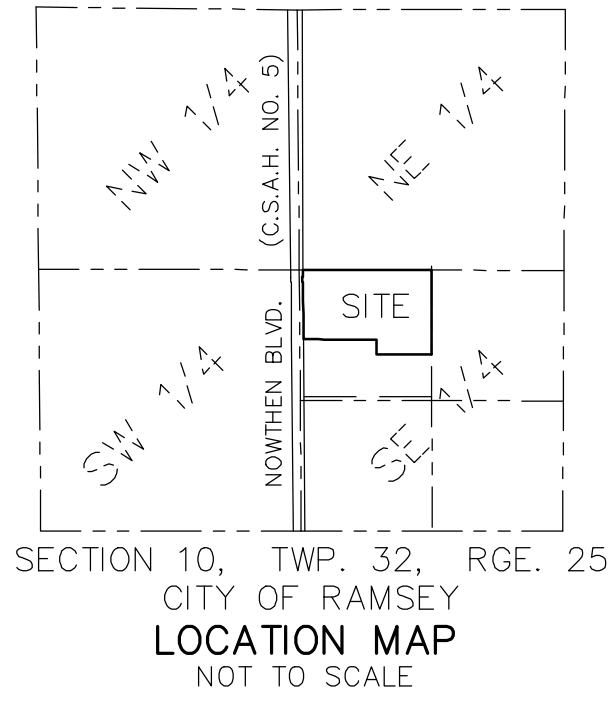 NW 1/4
(C.S.A.H. NO. 5)
NE 1/4
SITE
NOWTHEN BLVD.
SW 1/4
SE 1/4
SECTION 10, TWP. 32, RGE. 25
CITY OF RAMSEY
LOCATION MAP
NOT TO SCALE